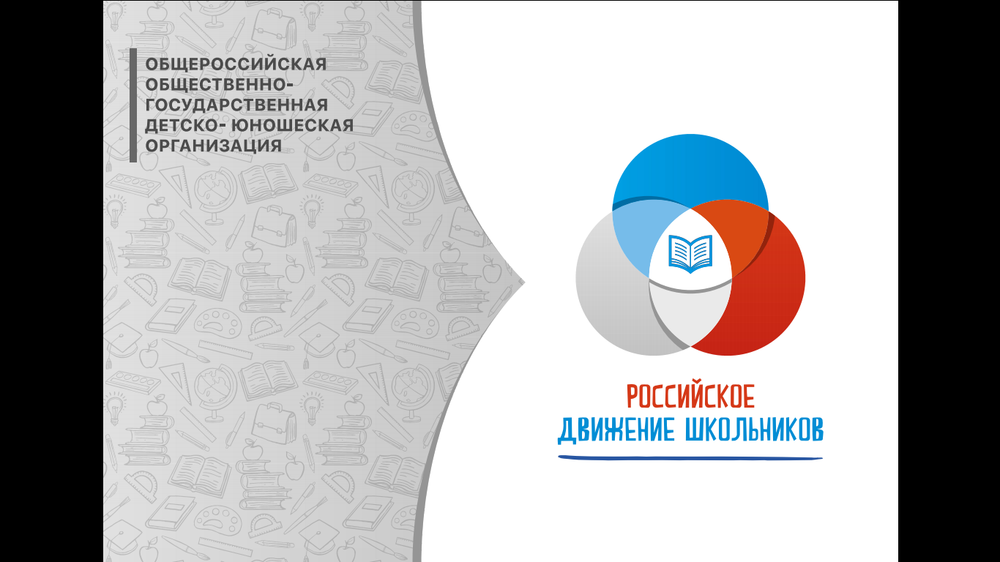 ОБЩЕРОССИЙСКАЯ
ОБЩЕСТВЕННО-
ГОСУДАРСТВЕННАЯ
ДЕТСКО- ЮНОШЕСКАЯ
ОРГАНИЗАЦИЯ
РОССИЙСКОЕ
ДВИЖЕНИЕ ШКОЛЬНИКОВ